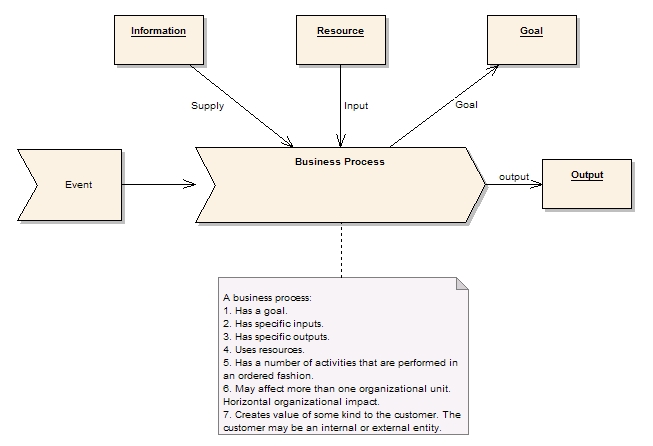 Information
Resource
Goal
Supply
Input
Goal
Business Process
Event
output
Output
A business process:
1. Has a goal.
2. Has specific inputs.
3. Has specific outputs.
4. Uses resources.
5. Has a number of activities that are performed in
an ordered fashion.
6. May affect more than one organizational unit.
Horizontal organizational impact.
7. Creates value of some kind to the customer. The
customer may be an internal or external entity.